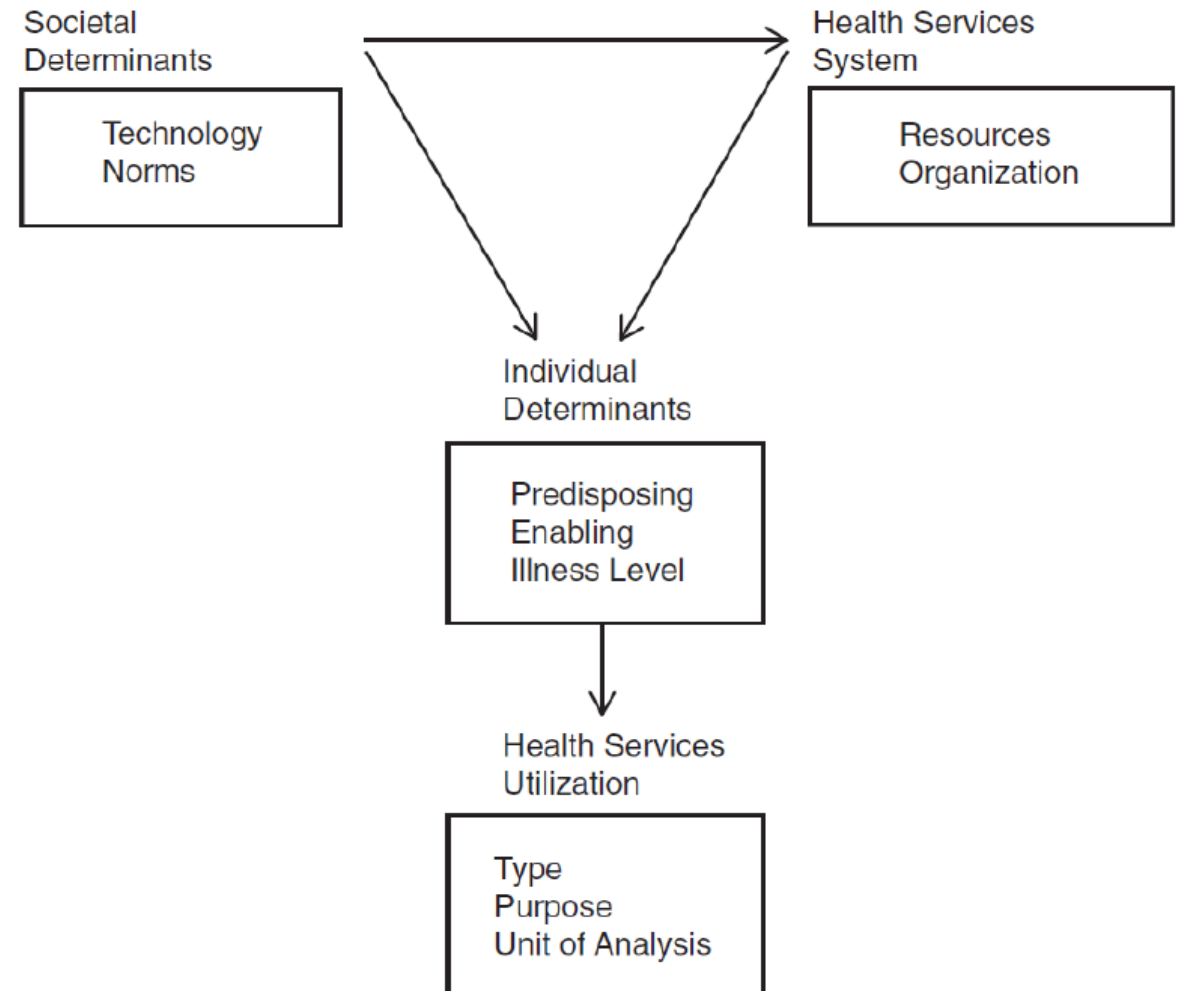 Societal
Determinants
Technology
Norms
Health Services
System
Resources
Organization
Individual
Determinants
Predisposing
Enabling
Illness Level
Health Services
Utilization
Type
Purpose
Unit of Analysis